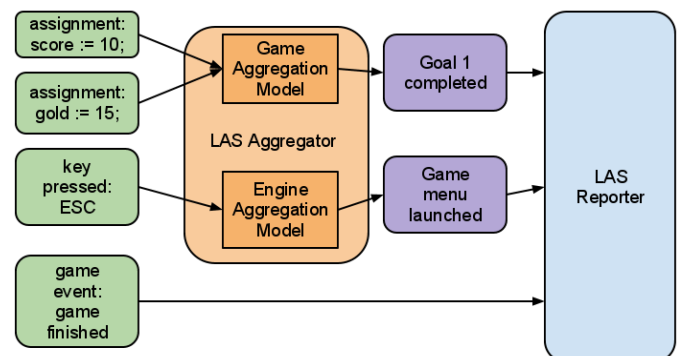 assignment:
score := 10;
assignment:
gold := 15;
key
pressed:
ESC
game
event:
game
finished
Game
Aggregation
Model
LAS Aggregator
Engine
Aggregation
Model
Goal 1
completed
Game
menu
launched
LAS
Reporter